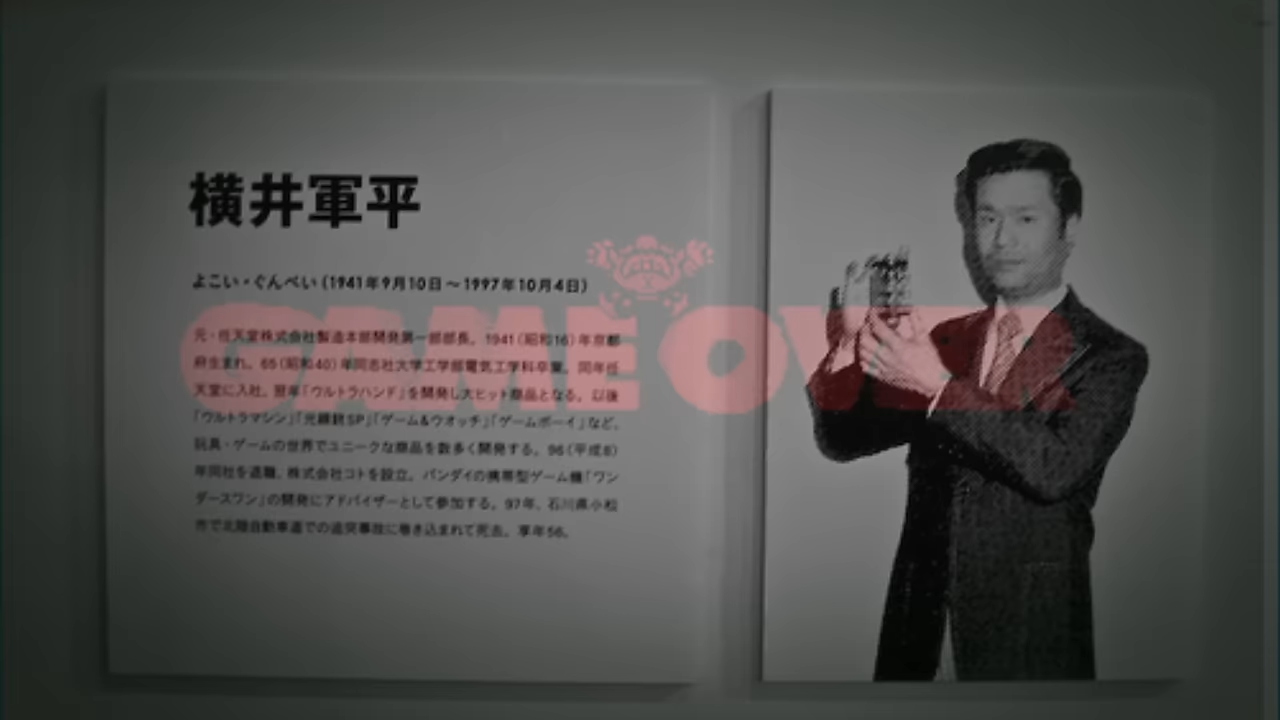 横井軍平
よこい・ぐんぺい（1941年9月10日～1997年10月4日）
元・任天堂株式会社製造本部開発第一部部長。1941（昭和16）年京都
府生まれ。65（昭和40）年同志社大学工学部電気工学科卒業。同年任
天堂に入社。翌年「ウルトラハンド」を開発し大ヒット商品となる。以後
「ウルトラマシン」「光線銃SP」「ゲーム&ウオッチ」「ゲームボーイ」など、
玩具・ゲームの世界でユニークな商品を数多く開発する。96（平成8）
年同社を退職、株式会社コトを設立。バンダイの携帯型ゲーム機「ワン
ダースワン」の開発にアドバイザーとして参加する。97年、石川県小松
市で北陸自動車道での追突事故に巻き込まれて死去。享年56。
GAME OVER